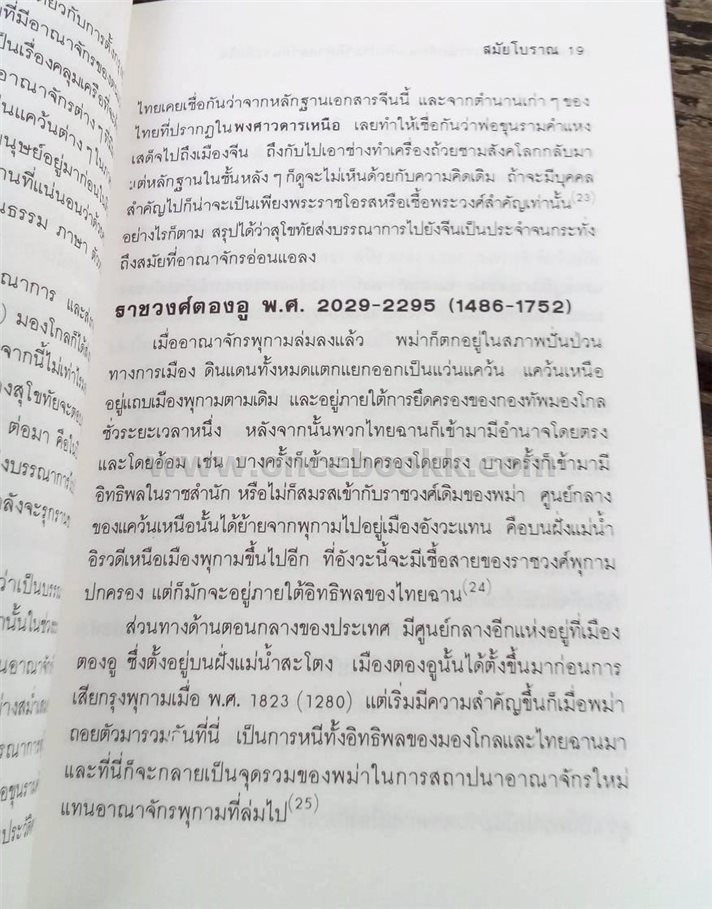 สมัยโบราณ 19
ไทยเคยเชื่อกันว่าจากหลักฐานเอกสารจีนนี้ และจากตำนานเก่า ๆ ของ
ไทยที่ปรากฏในพงศาวดารเหนือ เลยทำให้เชื่อกันว่าพ่อขุนรามคำแหง
เสด็จไปถึงเมืองจีน ถึงกับไปเอาช่างทำเครื่องถ้วยชามสังคโลกกลับมา
แต่หลักฐานในชั้นหลัง ๆ ก็ดูจะไม่เห็นด้วยกับความคิดเดิม ถ้าจะมีบุคคล
สำคัญไปก็น่าจะเป็นเพียงพระราชโอรสหรือเชื้อพระวงศ์สำคัญเท่านั้น(23)
อย่างไรก็ตาม สรุปได้ว่าสุโขทัยส่งบรรณาการไปยังจีนเป็นประจำจนกระทั่ง
ถึงสมัยที่อาณาจักรอ่อนแอลง
ราชวงศ์ตองอู พ.ศ. 2029-2295 (1486-1752)
เมื่ออาณาจักรพุกามล่มลงแล้ว พม่าก็ตกอยู่ในสภาพปั่นป่วน
ทางการเมือง ดินแดนทั้งหมดแตกแยกออกเป็นแว่นแคว้น แคว้นเหนือ
อยู่แถบเมืองพุกามตามเดิม และอยู่ภายใต้การยึดครองของกองทัพมองโกล
ชั่วระยะเวลาหนึ่ง หลังจากนั้นพวกไทยฉานก็เข้ามามีอำนาจโดยตรง
และโดยอ้อม เช่น บางครั้งก็เข้ามาปกครองโดยตรง บางครั้งก็เข้ามามี
อิทธิพลในราชสำนัก หรือไม่ก็สมรสเข้ากับราชวงศ์เดิมของพม่า ศูนย์กลาง
ของแคว้นเหนือนั้นได้ย้ายจากพุกามไปอยู่เมืองอังวะแทน คือบนฝั่งแม่น้ำ
อิรวดีเหนือเมืองพุกามขึ้นไปอีก ที่อังวะนี้จะมีเชื้อสายของราชวงศ์พุกาม
ปกครอง แต่ก็มักจะอยู่ภายใต้อิทธิพลของไทยฉาน(24)
ส่วนทางด้านตอนกลางของประเทศ มีศูนย์กลางอีกแห่งอยู่ที่เมือง
ตองอู ซึ่งตั้งอยู่บนฝั่งแม่น้ำสะโตง เมืองตองอูนั้นได้ตั้งขึ้นมาก่อนการ
เสียกรุงพุกามเมื่อ พ.ศ. 1823 (1280) แต่เริ่มมีความสำคัญขึ้นก็เมื่อพม่า
ถอยตัวมารวมกันที่นี่ เป็นการหนีทั้งอิทธิพลของมองโกลและไทยฉานมา
และที่นี่ก็จะกลายเป็นจุดรวมของพม่าในการสถาปนาอาณาจักรใหม่
แทนอาณาจักรพุกามที่ล่มไป(25)